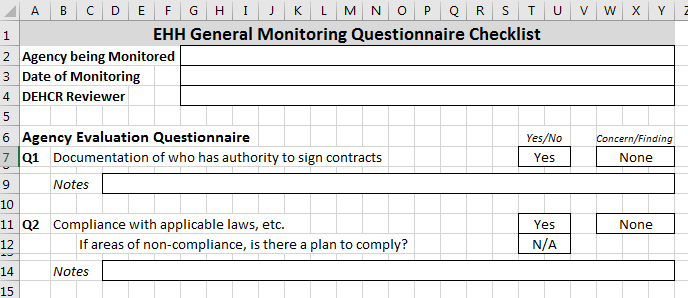 A B C D E F G H I J K L M N O P Q R S T U V W X Y Z
1 EHH General Monitoring Questionnaire Checklist
2 Agency being Monitored
3 Date of Monitoring
4 DEHCR Reviewer
5
6 Agency Evaluation Questionnaire Yes/No Concern/Finding
7 Q1 Documentation of who has authority to sign contracts Yes None
9 Notes
10
11 Q2 Compliance with applicable laws, etc. Yes None
12 If areas of non-compliance, is there a plan to comply? N/A
14 Notes
15